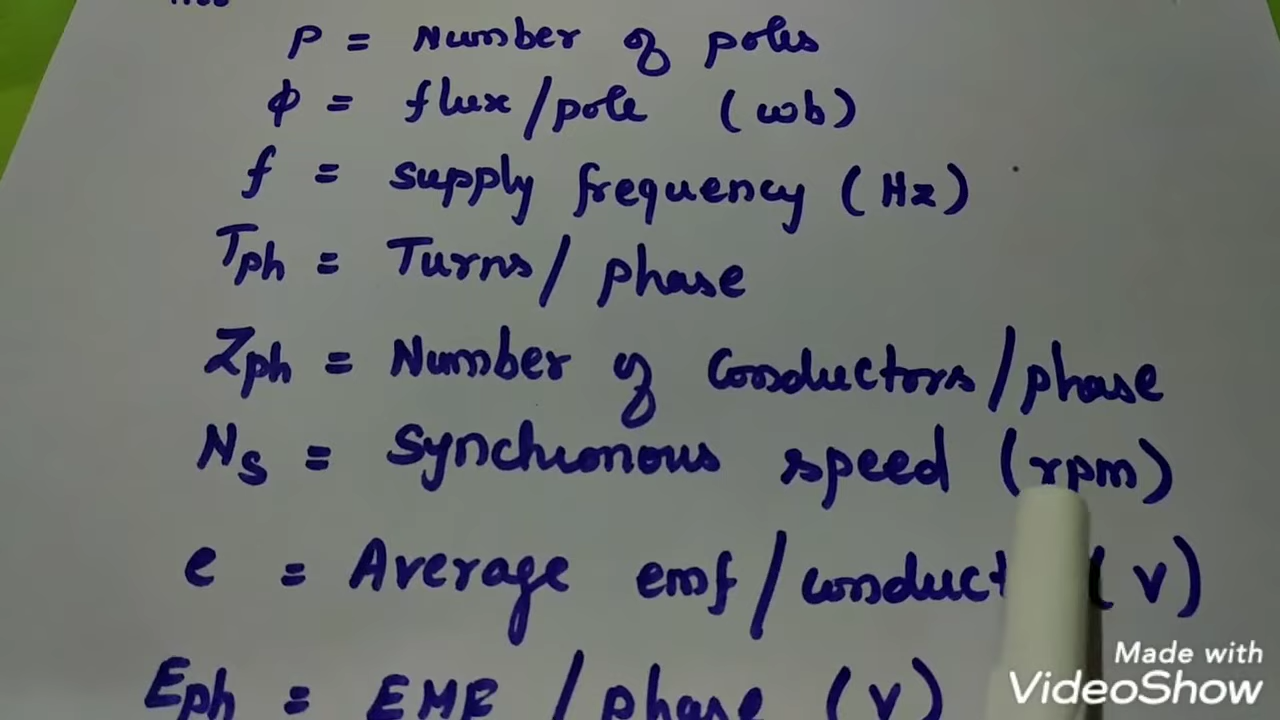 P = Number of poles
φ = flux/pole (wb)
f = supply frequency (Hz)
Tph = Turns/phase
Zph = Number of Conductors/phase
Ns = Synchronous speed (rpm)
e = Average emf/conduct (V)
Eph = EMF/phase (V)
Made with
VideoShow